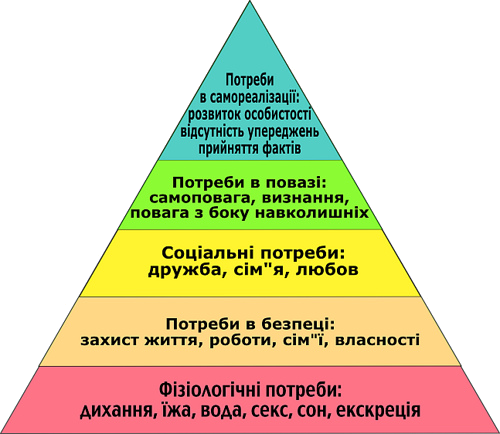 Потреби
в самореалізації:
розвиток особистості
відсутність упереджень
прийняття фактів
Потреби в повазі:
самоповага, визнання,
повага з боку навколишніх
Соціальні потреби:
дружба, сім"я, любов
Потреби в безпеці:
захист життя, роботи, сім"ї, власності
Фізіологічні потреби:
дихання, їжа, вода, секс, сон, екскреція